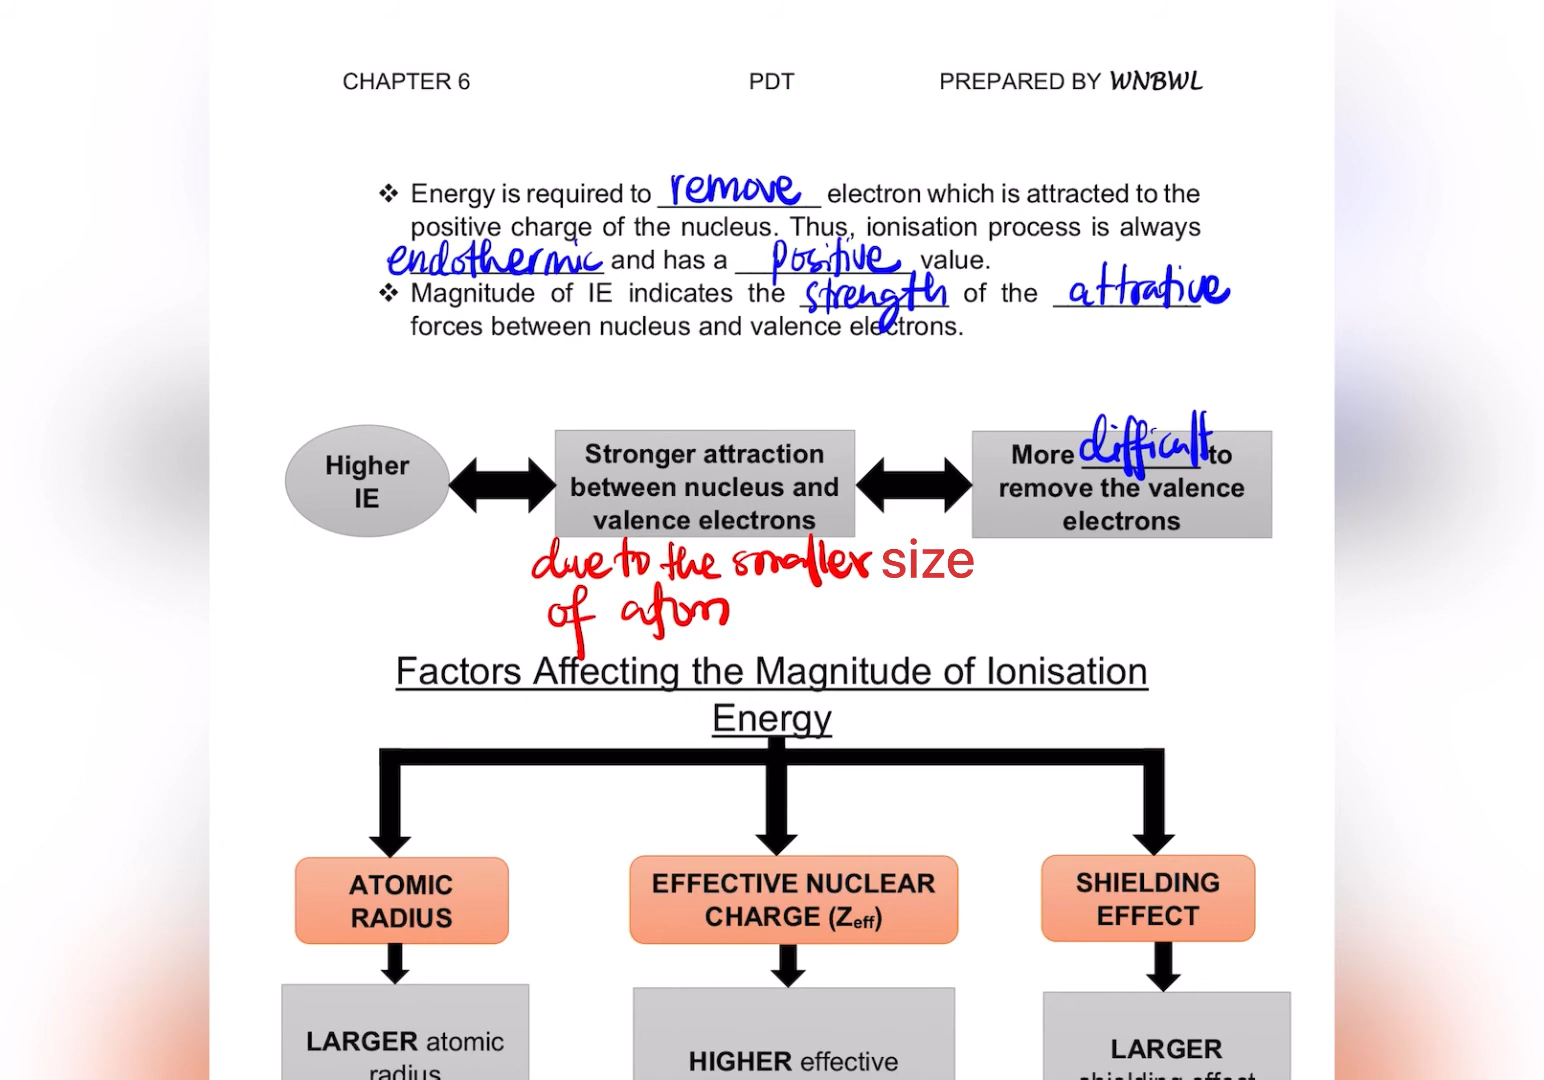 CHAPTER 6 PDT PREPARED BY WNBWL
❖ Energy is required to remove electron which is attracted to the
positive charge of the nucleus. Thus, ionisation process is always
endothermic and has a positive value.
❖ Magnitude of IE indicates the strength of the attrative
forces between nucleus and valence electrons.
Higher
IE
Stronger attraction
between nucleus and
valence electrons
More difficult to
remove the valence
electrons
due to the smaller size
of atom
Factors Affecting the Magnitude of Ionisation
Energy
ATOMIC
RADIUS
EFFECTIVE NUCLEAR
CHARGE (Zeff)
SHIELDING
EFFECT
LARGER atomic
radius
HIGHER effective
LARGER
shielding effect